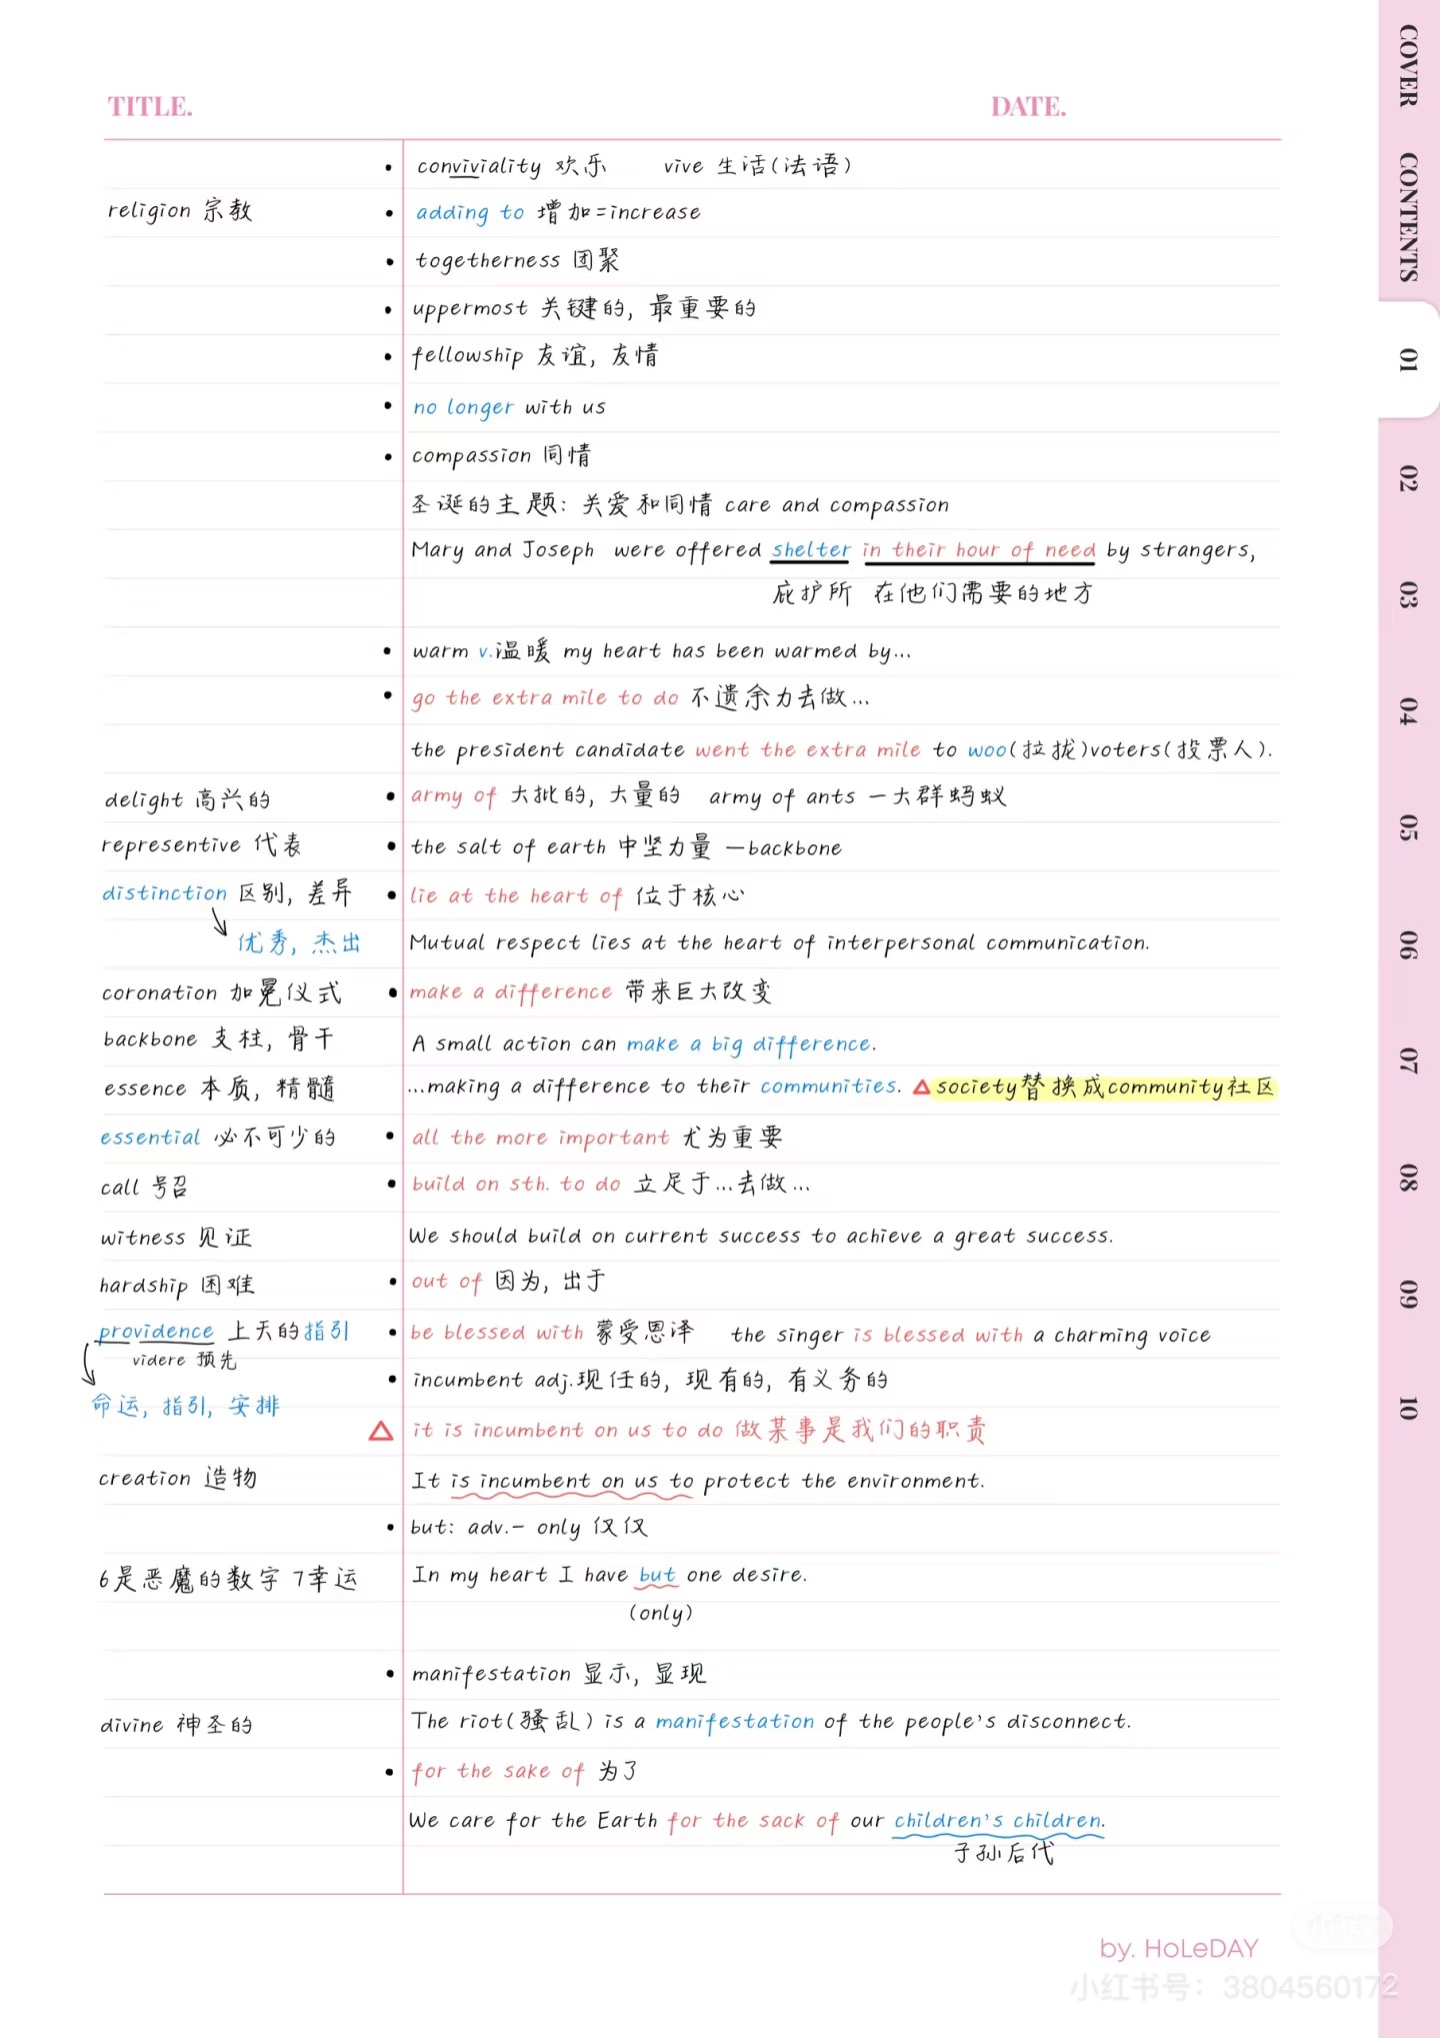 TITLE.
DATE.
conviviality 欢乐 vive 生活(法语)
religion 宗教
adding to 增加=increase
togetherness 团聚
uppermost 关键的, 最重要的
fellowship 友谊, 友情
no longer with us
compassion 同情
圣诞的主题: 关爱和同情 care and compassion
Mary and Joseph were offered shelter in their hour of need by strangers,
庇护所 在他们需要的地方
warm v.温暖 my heart has been warmed by...
go the extra mile to do 不遗余力去做...
the president candidate went the extra mile to woo(拉拢)voters(投票人).
delight 高兴的
army of 大批的, 大量的 army of ants 一大群蚂蚁
representive 代表
the salt of earth 中坚力量 —backbone
distinction 区别, 差异
lie at the heart of 位于核心
优秀, 杰出
Mutual respect lies at the heart of interpersonal communication.
coronation 加冕仪式
make a difference 带来巨大改变
backbone 支柱, 骨干
A small action can make a big difference.
essence 本质, 精髓
...making a difference to their communities. △society替换成community社区
essential 必不可少的
all the more important 尤为重要
call 号召
build on sth. to do 立足于...去做...
witness 见证
We should build on current success to achieve a great success.
hardship 困难
out of 因为, 出于
providence 上天的指引
be blessed with 蒙受恩泽 the singer is blessed with a charming voice
videre 预先
incumbent adj.现任的, 现有的, 有义务的
命运, 指引, 安排
△ it is incumbent on us to do 做某事是我们的职责
creation 造物
It is incumbent on us to protect the environment.
but: adv.— only 仅仅
6是恶魔的数字 7幸运
In my heart I have but one desire.
(only)
manifestation 显示, 显现
divine 神圣的
The riot(骚乱) is a manifestation of the people's disconnect.
for the sake of 为了
We care for the Earth for the sack of our children's children.
子孙后代
by. HoLeDAY
小红书
小红书号: 3804560172
COVER
CONTENTS
01
02
03
04
05
06
07
08
09
10